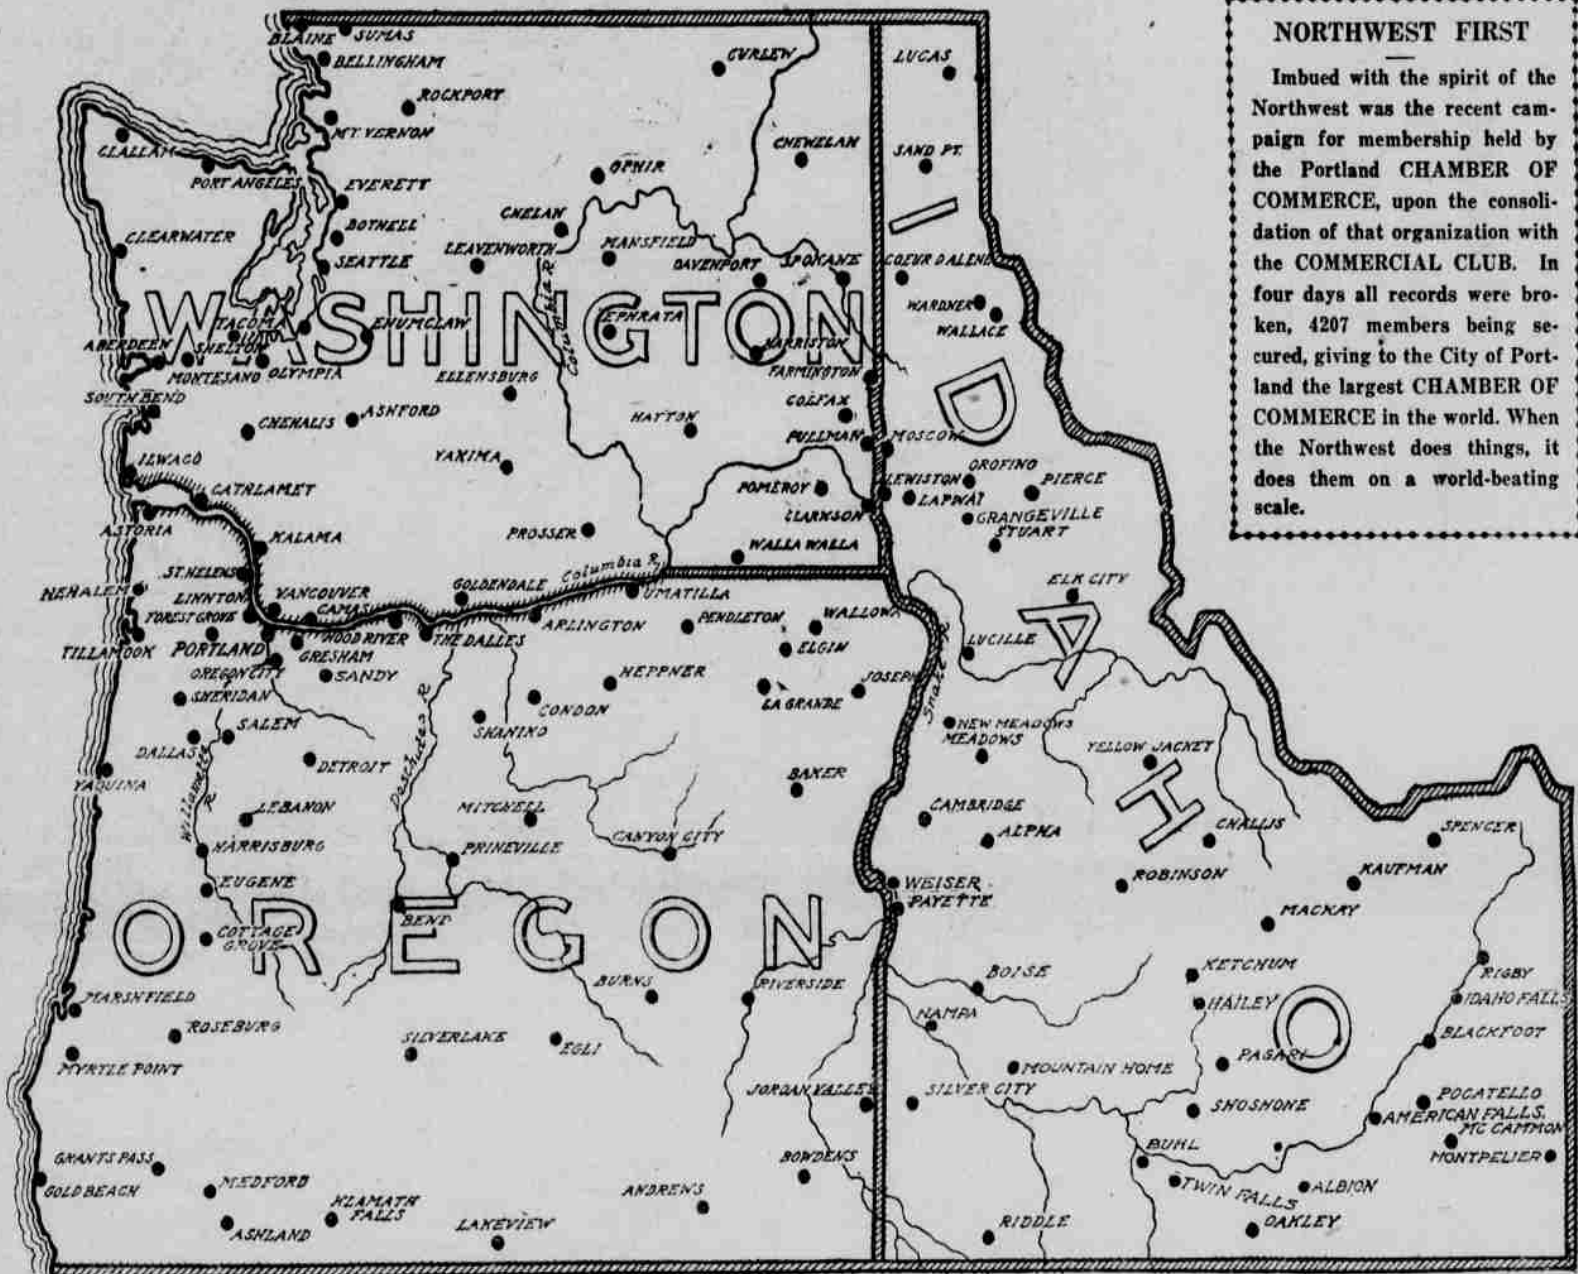 NORTHWEST FIRST
Imbued with the spirit of the
Northwest was the recent cam-
paign for membership held by
the Portland CHAMBER OF
COMMERCE, upon the consoli-
dation of that organization with
the COMMERCIAL CLUB. In
four days all records were bro-
ken, 4207 members being se-
cured, giving to the City of Port-
land the largest CHAMBER OF
COMMERCE in the world. When
the Northwest does things, it
does them on a world-beating
scale.
WASHINGTON
BLAINE
SUMAS
BELLINGHAM
ROCKPORT
MT. VERNON
CURLEW
CLALLAM
PORT ANGELES
EVERETT
OPHIR
CHEWELAN
CLEARWATER
BOTHELL
SEATTLE
CHELAN
LEAVENWORTH
MANSFIELD
DAVENPORT
SPOKANE
TACOMA
ENUMCLAW
EPHRATA
ABERDEEN
SHELTON
MONTESANO
OLYMPIA
HARRISTON
FARMINGTON
ELLENSBURG
Columbia R.
SOUTH BEND
CHEHALIS
ASHFORD
HATTON
COLFAX
PULLMAN
ILWACO
YAKIMA
CATHLAMET
POMEROY
CLARKSON
KALAMA
PROSSER
WALLA WALLA
VANCOUVER
CAMAS
GOLDENDALE
Columbia R.
OREGON
ASTORIA
NEHALEM
ST. HELENS
LINNTON
FOREST GROVE
TILLAMOOK
PORTLAND
HOOD RIVER
THE DALLES
ARLINGTON
UMATILLA
PENDLETON
WALLOWA
GRESHAM
OREGON CITY
SANDY
ELGIN
SHERIDAN
HEPPNER
JOSEPH
CONDON
LA GRANDE
SHANIKO
SALEM
DALLAS
DETROIT
YAQUINA
Willamette R
Deschutes R
BAKER
LEBANON
MITCHELL
CANYON CITY
HARRISBURG
PRINEVILLE
EUGENE
BEND
COTTAGE
GROVE
MARSHFIELD
BURNS
RIVERSIDE
ROSEBURG
SILVERLAKE
EGLI
MYRTLE POINT
JORDAN VALLEY
GRANTS PASS
GOLD BEACH
MEDFORD
KLAMATH
FALLS
ASHLAND
LAKEVIEW
ANDREWS
BOWDENS
IDAHO
LUCAS
SAND PT.
COEUR D ALENE
WARDNER
WALLACE
MOSCOW
OROFINO
LEWISTON
LAPWAI
PIERCE
GRANGEVILLE
STUART
ELK CITY
LUCILLE
Snake R
NEW MEADOWS
MEADOWS
YELLOW JACKET
CAMBRIDGE
ALPHA
CHALLIS
SPENCER
WEISER
PAYETTE
ROBINSON
KAUFMAN
MACKAY
BOISE
KETCHUM
RIGBY
HAILEY
IDAHO FALLS
NAMPA
BLACKFOOT
MOUNTAIN HOME
PAGARI
SILVER CITY
SHOSHONE
POCATELLO
AMERICAN FALLS.
MC CAMMON
BUHL
MONTPELIER
TWIN FALLS
ALBION
RIDDLE
OAKLEY